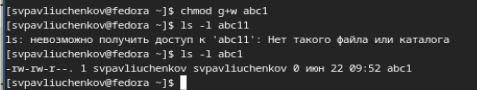 [svpavliuchenkov@fedora ~]$ chmod g+w abc1
[svpavliuchenkov@fedora ~]$ ls -l abc11
ls: невозможно получить доступ к 'abc11': Нет такого файла или каталога
[svpavliuchenkov@fedora ~]$ ls -l abc1
-rw-rw-r--. 1 svpavliuchenkov svpavliuchenkov 0 июн 22 09:52 abc1
[svpavliuchenkov@fedora ~]$